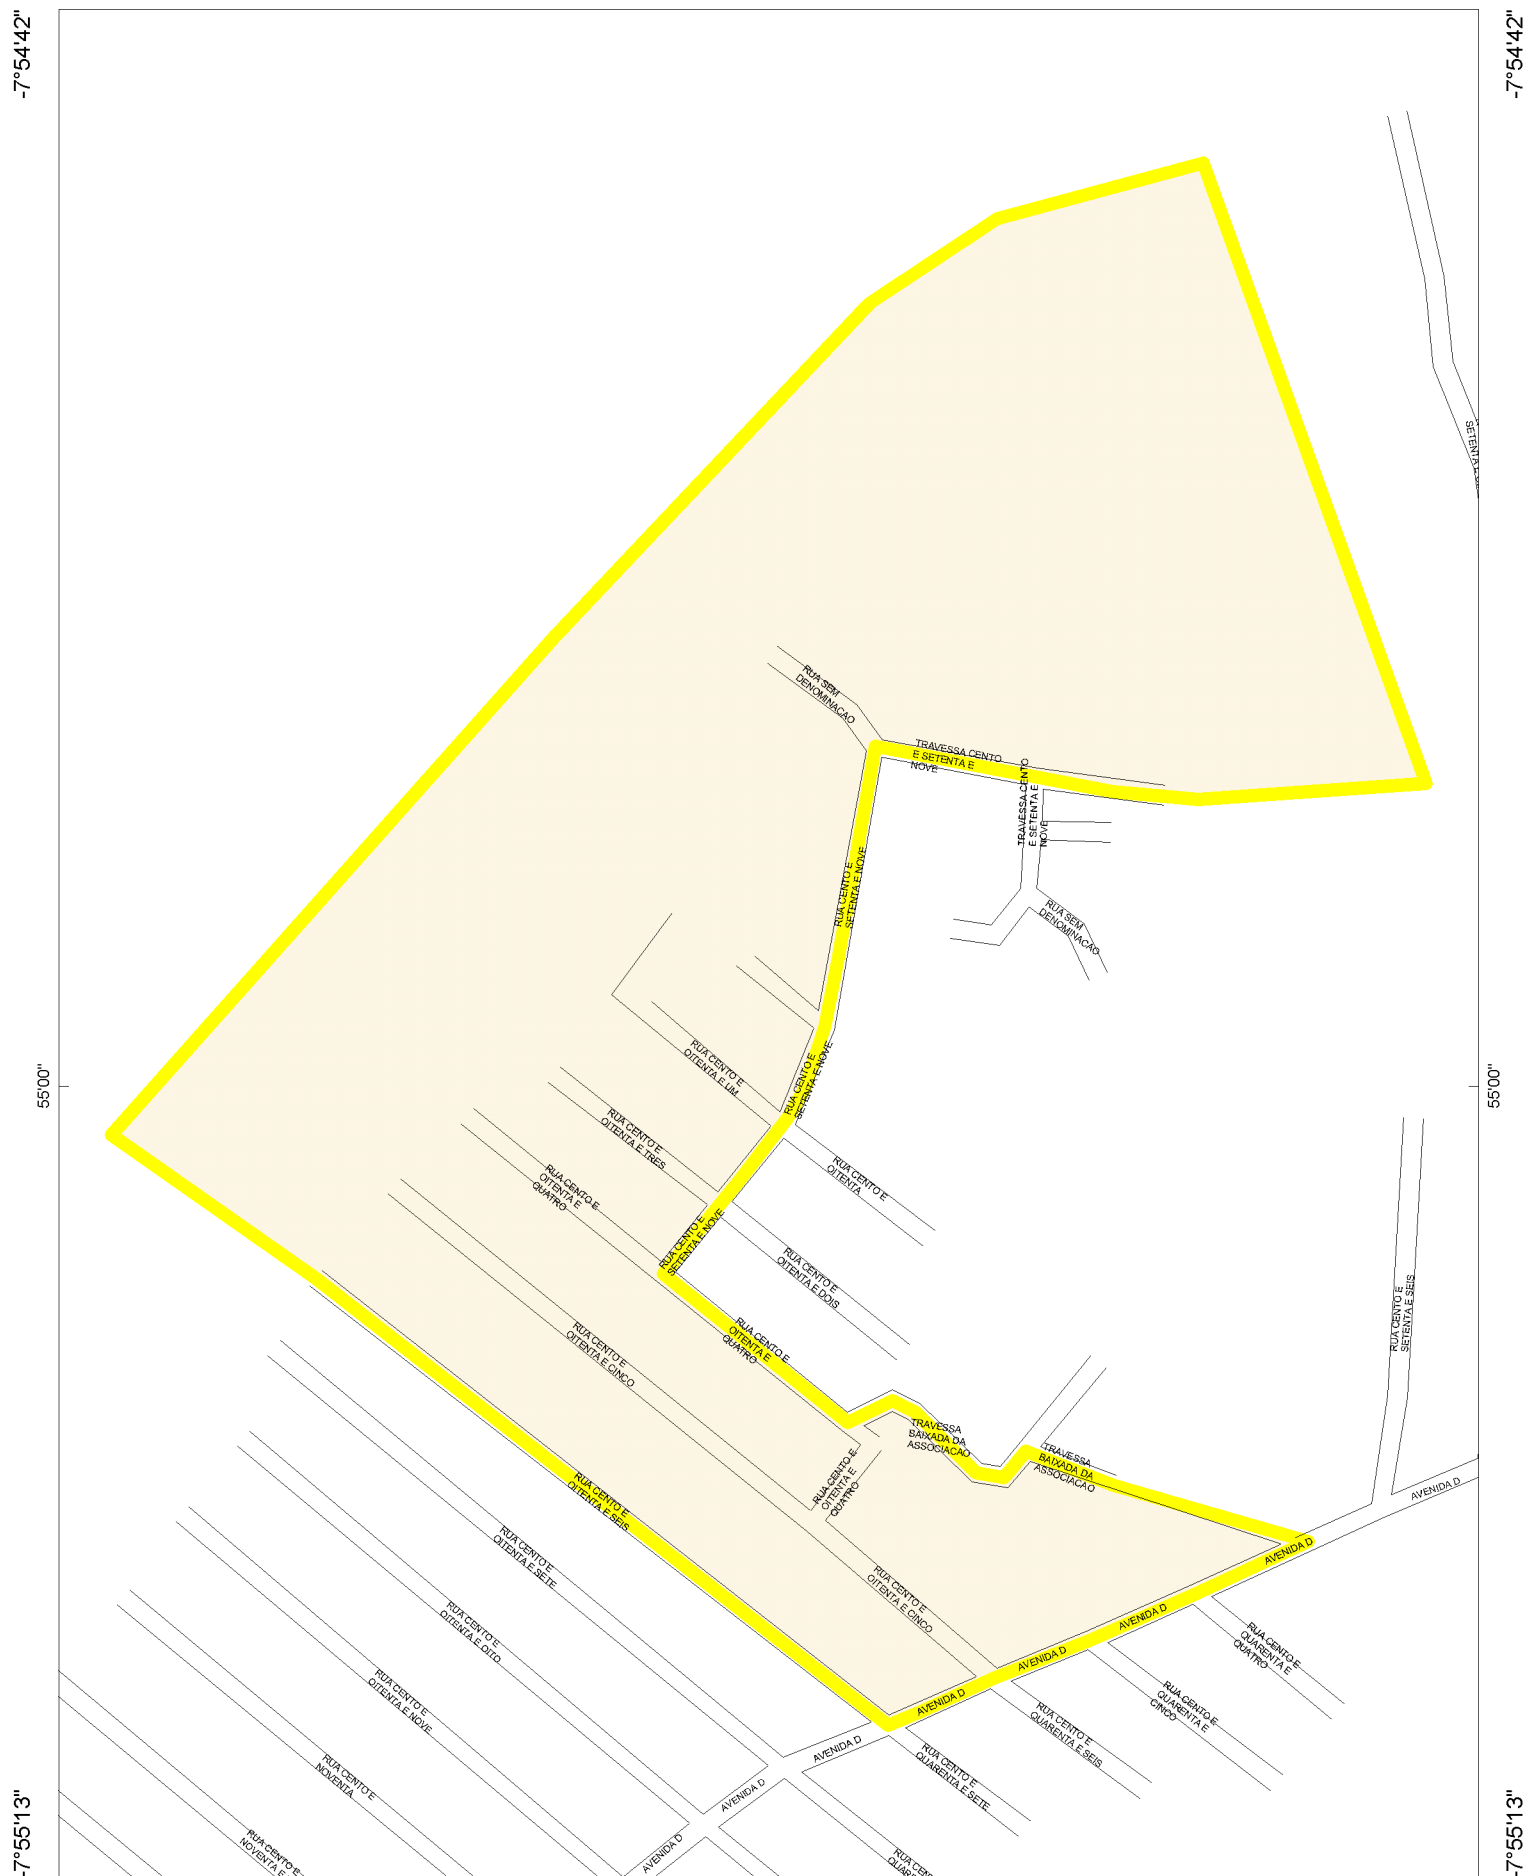 -7°54'42"
-7°54'42"
RUA SEM
DENOMINACAO
TRAVESSA CENTO
E SETENTA E
NOVE
TRAVESSA CENTO
E SETENTA E
NOVE
RUA CENTO E
SETENTA E NOVE
RUA SEM
DENOMINACAO
RUA CENTO E
OITENTA E UM
RUA CENTO E
SETENTA E NOVE
55'00"
55'00"
RUA CENTO E
OITENTA E TRES
RUA CENTO E
OITENTA E
QUATRO
RUA CENTO E
OITENTA
RUA CENTO E
SETENTA E NOVE
RUA CENTO E
OITENTA E DOIS
RUA CENTO E
SETENTA E SEIS
RUA CENTO E
OITENTA E CINCO
RUA CENTO E
OITENTA E
QUATRO
TRAVESSA
BAIXADA DA
ASSOCIACAO
TRAVESSA
BAIXADA DA
ASSOCIACAO
RUA CENTO E
OITENTA E
QUATRO
RUA CENTO E
OITENTA E SEIS
AVENIDA D
AVENIDA D
RUA CENTO E
OITENTA E SETE
RUA CENTO E
OITENTA E CINCO
RUA CENTO E
OITENTA E OITO
AVENIDA D
RUA CENTO E
QUARENTA E
QUATRO
AVENIDA D
RUA CENTO E
OITENTA E NOVE
AVENIDA D
RUA CENTO E
QUARENTA E
CINCO
RUA CENTO E
QUARENTA E SEIS
AVENIDA D
RUA CENTO E
NOVENTA
RUA CENTO E
QUARENTA E SETE
AVENIDA D
AVENIDA D
RUA CENTO E
NOVENTA E
-7°55'13"
-7°55'13"